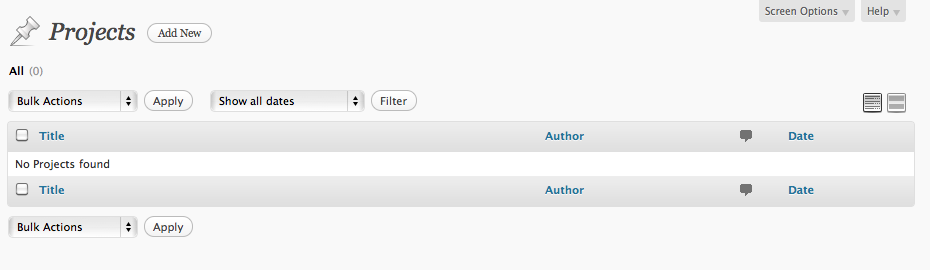 Screen Options Help
Projects Add New
All (0)
Bulk Actions Apply Show all dates Filter
Title Author Date
No Projects found
Title Author Date
Bulk Actions Apply